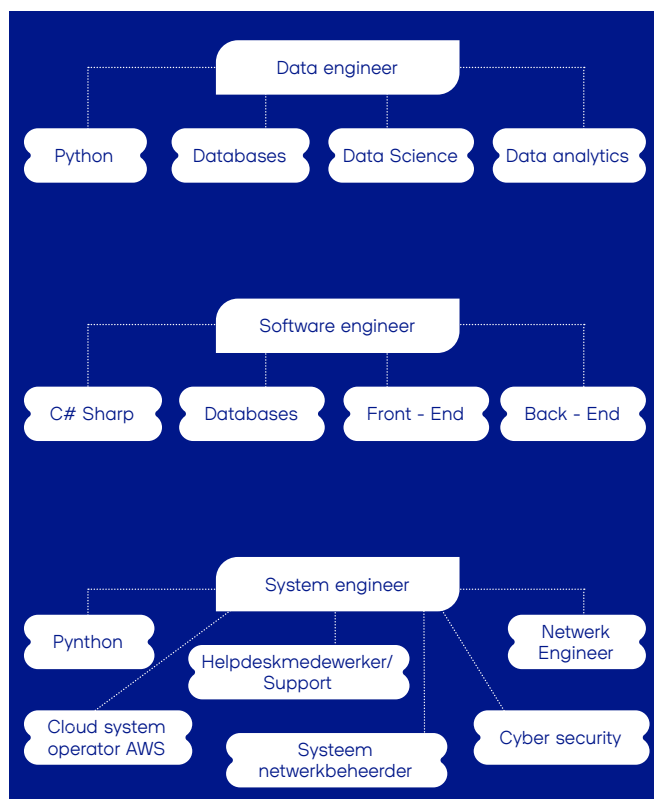 Data engineer
Python
Databases
Data Science
Data analytics
Software engineer
C# Sharp
Databases
Front - End
Back - End
System engineer
Pynthon
Netwerk
Engineer
Helpdeskmedewerker/
Support
Cloud system
operator AWS
Systeem
netwerkbeheerder
Cyber security